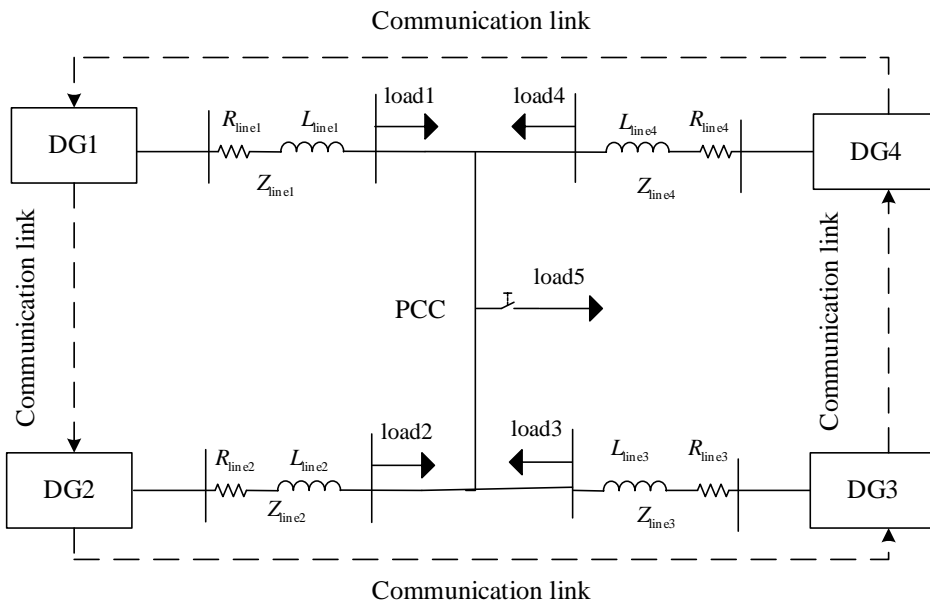 Communication link
load1
load4
R_line1
L_line1
L_line4
R_line4
DG1
DG4
Z_line1
Z_line4
Communication link
load5
PCC
Communication link
load2
load3
R_line2
L_line2
L_line3
R_line3
DG2
DG3
Z_line2
Z_line3
Communication link